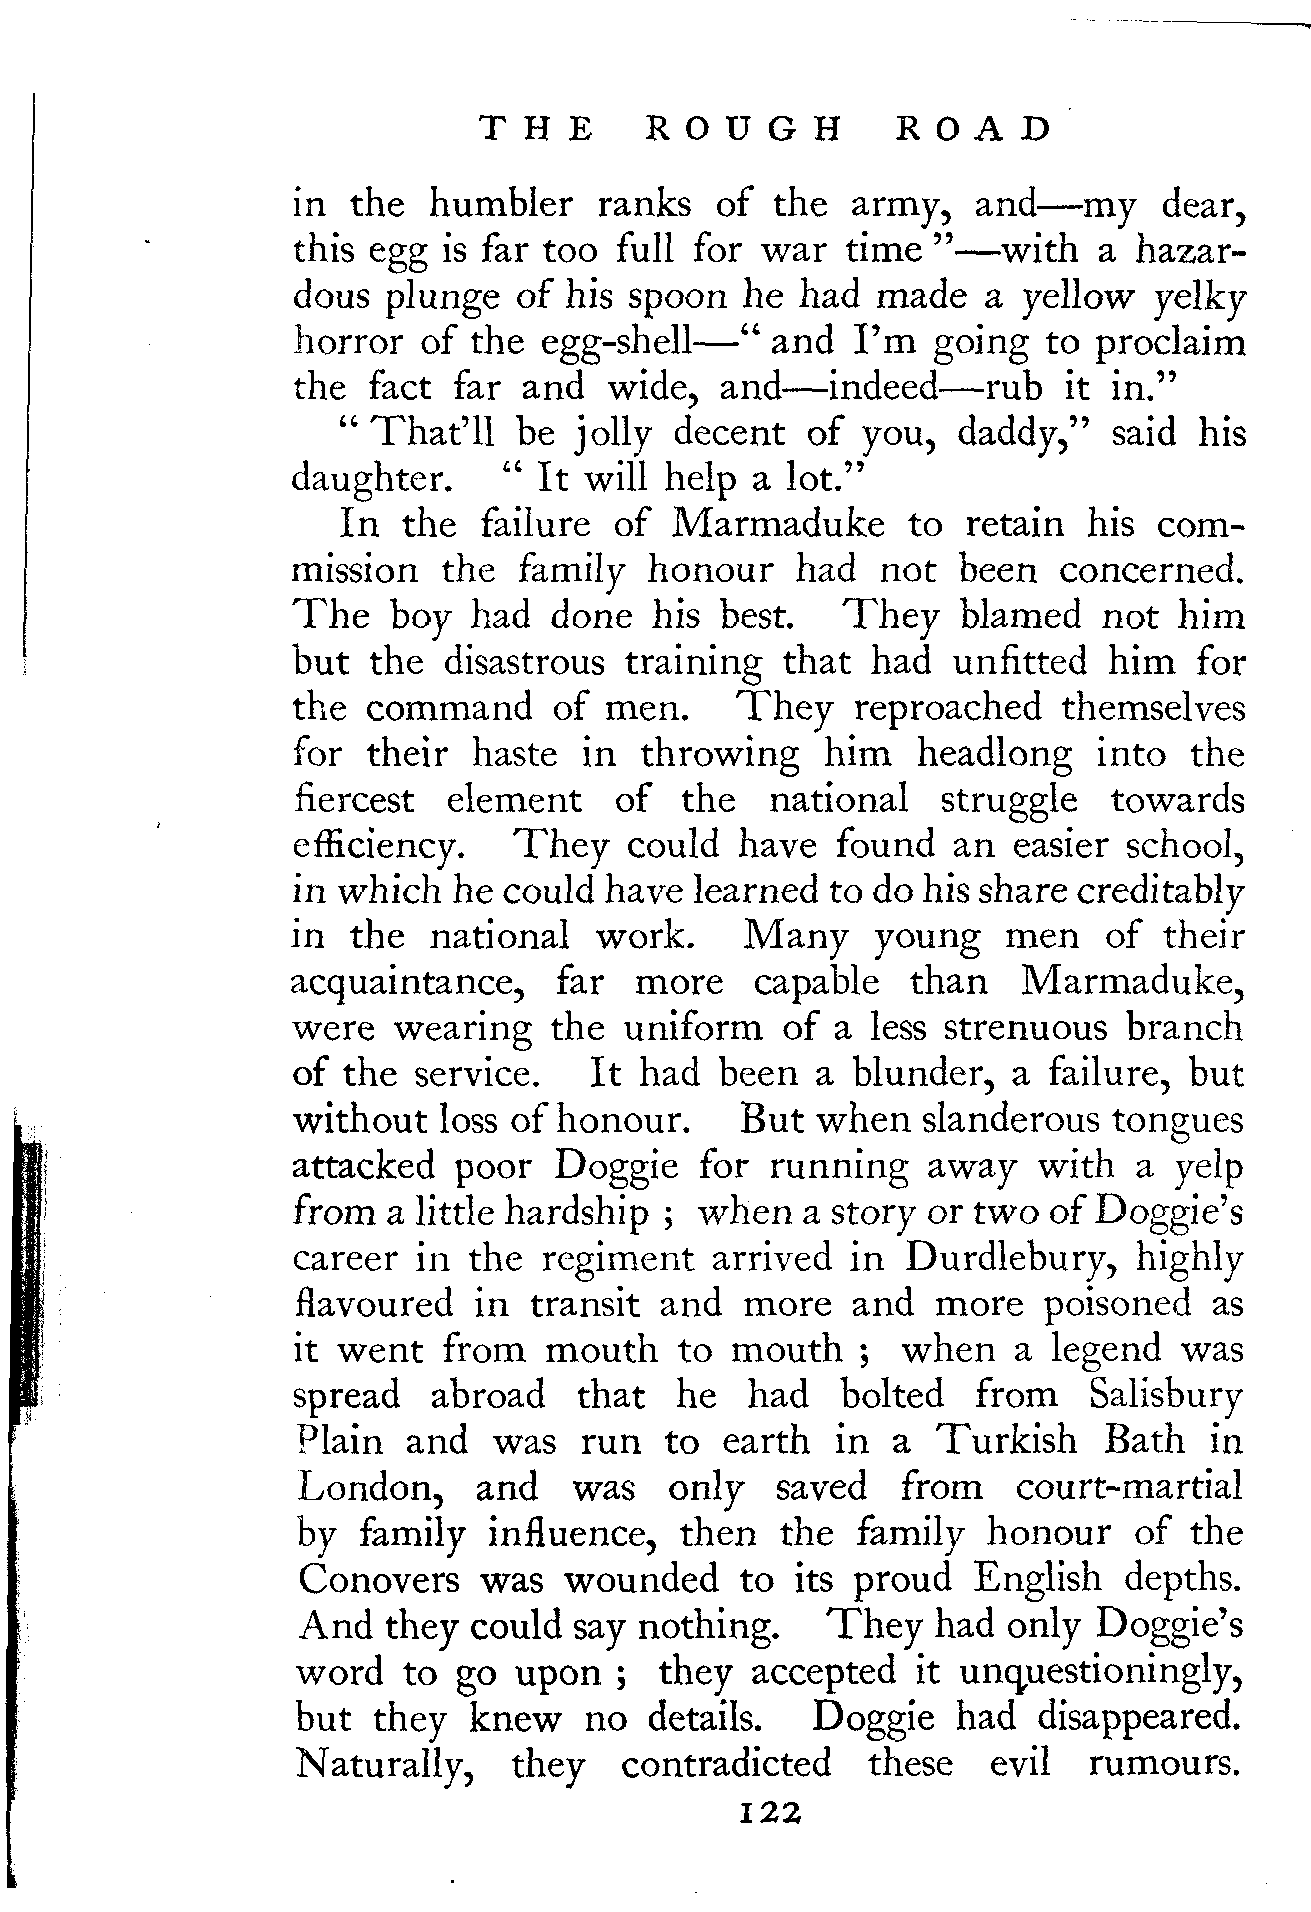 THE ROUGH ROAD
in the humbler ranks of the army, and—my dear,
this egg is far too full for war time”—with a hazar-
dous plunge of his spoon he had made a yellow yelky
horror of the egg-shell—“ and I’m going to proclaim
the fact far and wide, and—indeed—rub it in.”
“ That’ll be jolly decent of you, daddy,” said his
daughter. “ It will help a lot.”
In the failure of Marmaduke to retain his com-
mission the family honour had not been concerned.
The boy had done his best. They blamed not him
but the disastrous training that had unfitted him for
the command of men. They reproached themselves
for their haste in throwing him headlong into the
fiercest element of the national struggle towards
efficiency. They could have found an easier school,
in which he could have learned to do his share creditably
in the national work. Many young men of their
acquaintance, far more capable than Marmaduke,
were wearing the uniform of a less strenuous branch
of the service. It had been a blunder, a failure, but
without loss of honour. But when slanderous tongues
attacked poor Doggie for running away with a yelp
from a little hardship ; when a story or two of Doggie’s
career in the regiment arrived in Durdlebury, highly
flavoured in transit and more and more poisoned as
it went from mouth to mouth ; when a legend was
spread abroad that he had bolted from Salisbury
Plain and was run to earth in a Turkish Bath in
London, and was only saved from court-martial
by family influence, then the family honour of the
Conovers was wounded to its proud English depths.
And they could say nothing. They had only Doggie’s
word to go upon ; they accepted it unquestioningly,
but they knew no details. Doggie had disappeared.
Naturally, they contradicted these evil rumours.
122